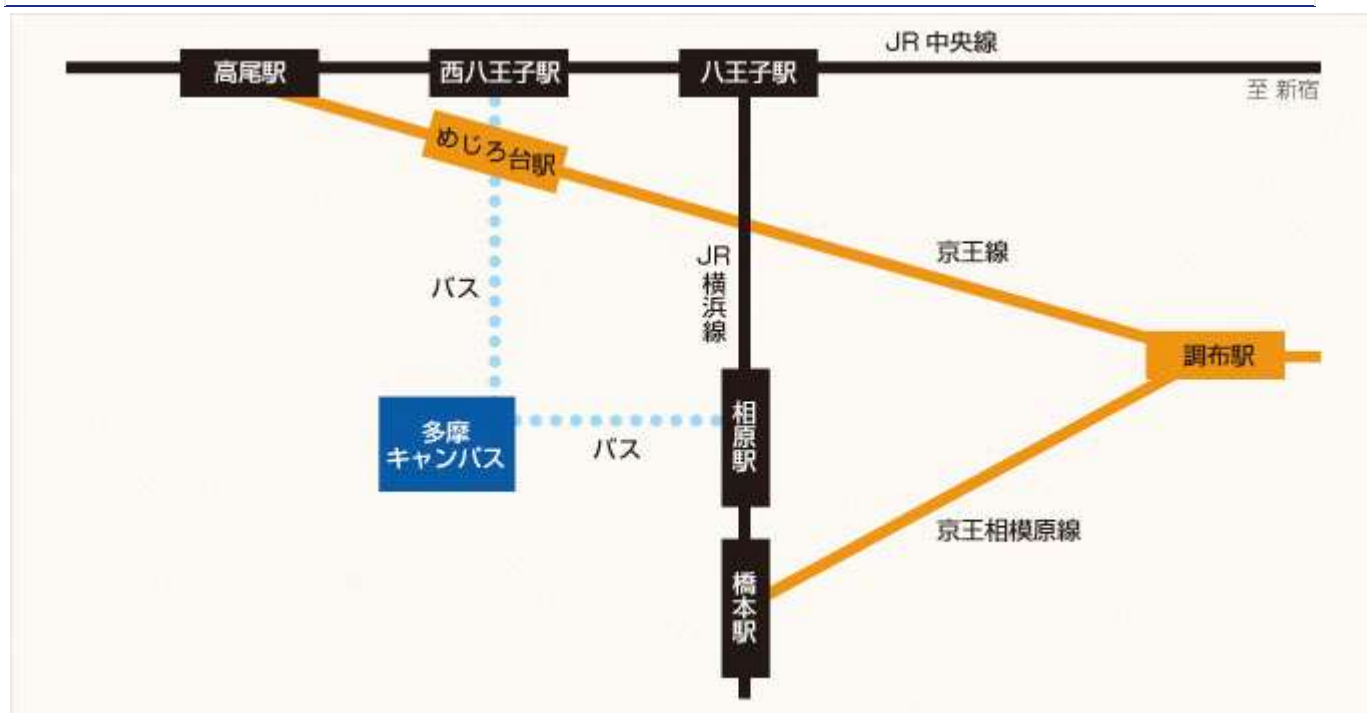 JR 中央線
高尾駅
西八王子駅
八王子駅
至 新宿
めじろ台駅
京王線
JR
横浜線
バス
調布駅
多摩
キャンパス
バス
相原駅
京王相模原線
橋本駅